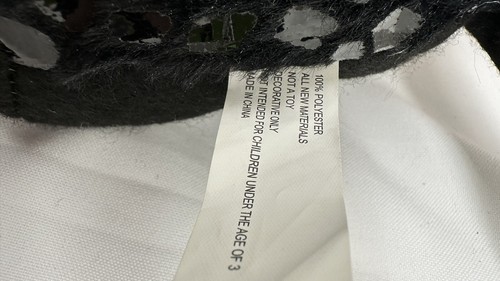 100% POLYESTER
ALL NEW MATERIALS
NOT A TOY
DECORATIVE ONLY
INTENDED FOR CHILDREN UNDER THE AGE OF 3
MADE IN CHINA